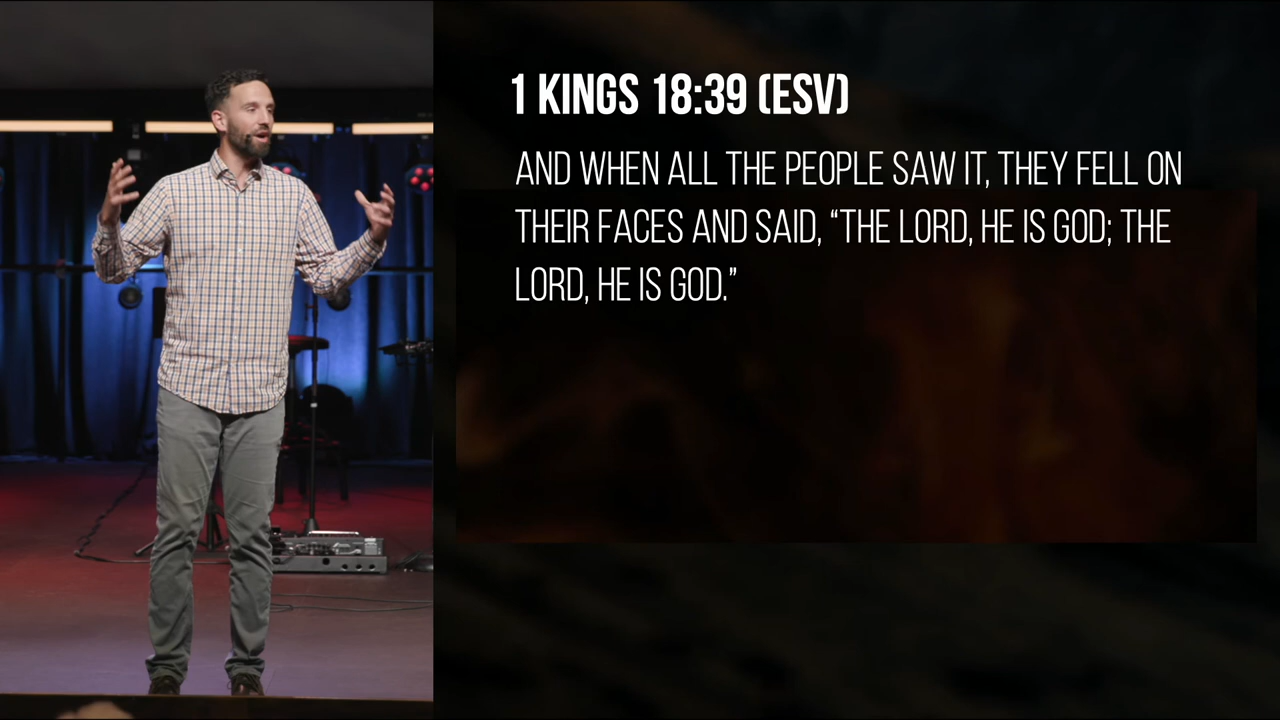 1 KINGS 18:39 (ESV)
AND WHEN ALL THE PEOPLE SAW IT, THEY FELL ON
THEIR FACES AND SAID, “THE LORD, HE IS GOD; THE
LORD, HE IS GOD.”